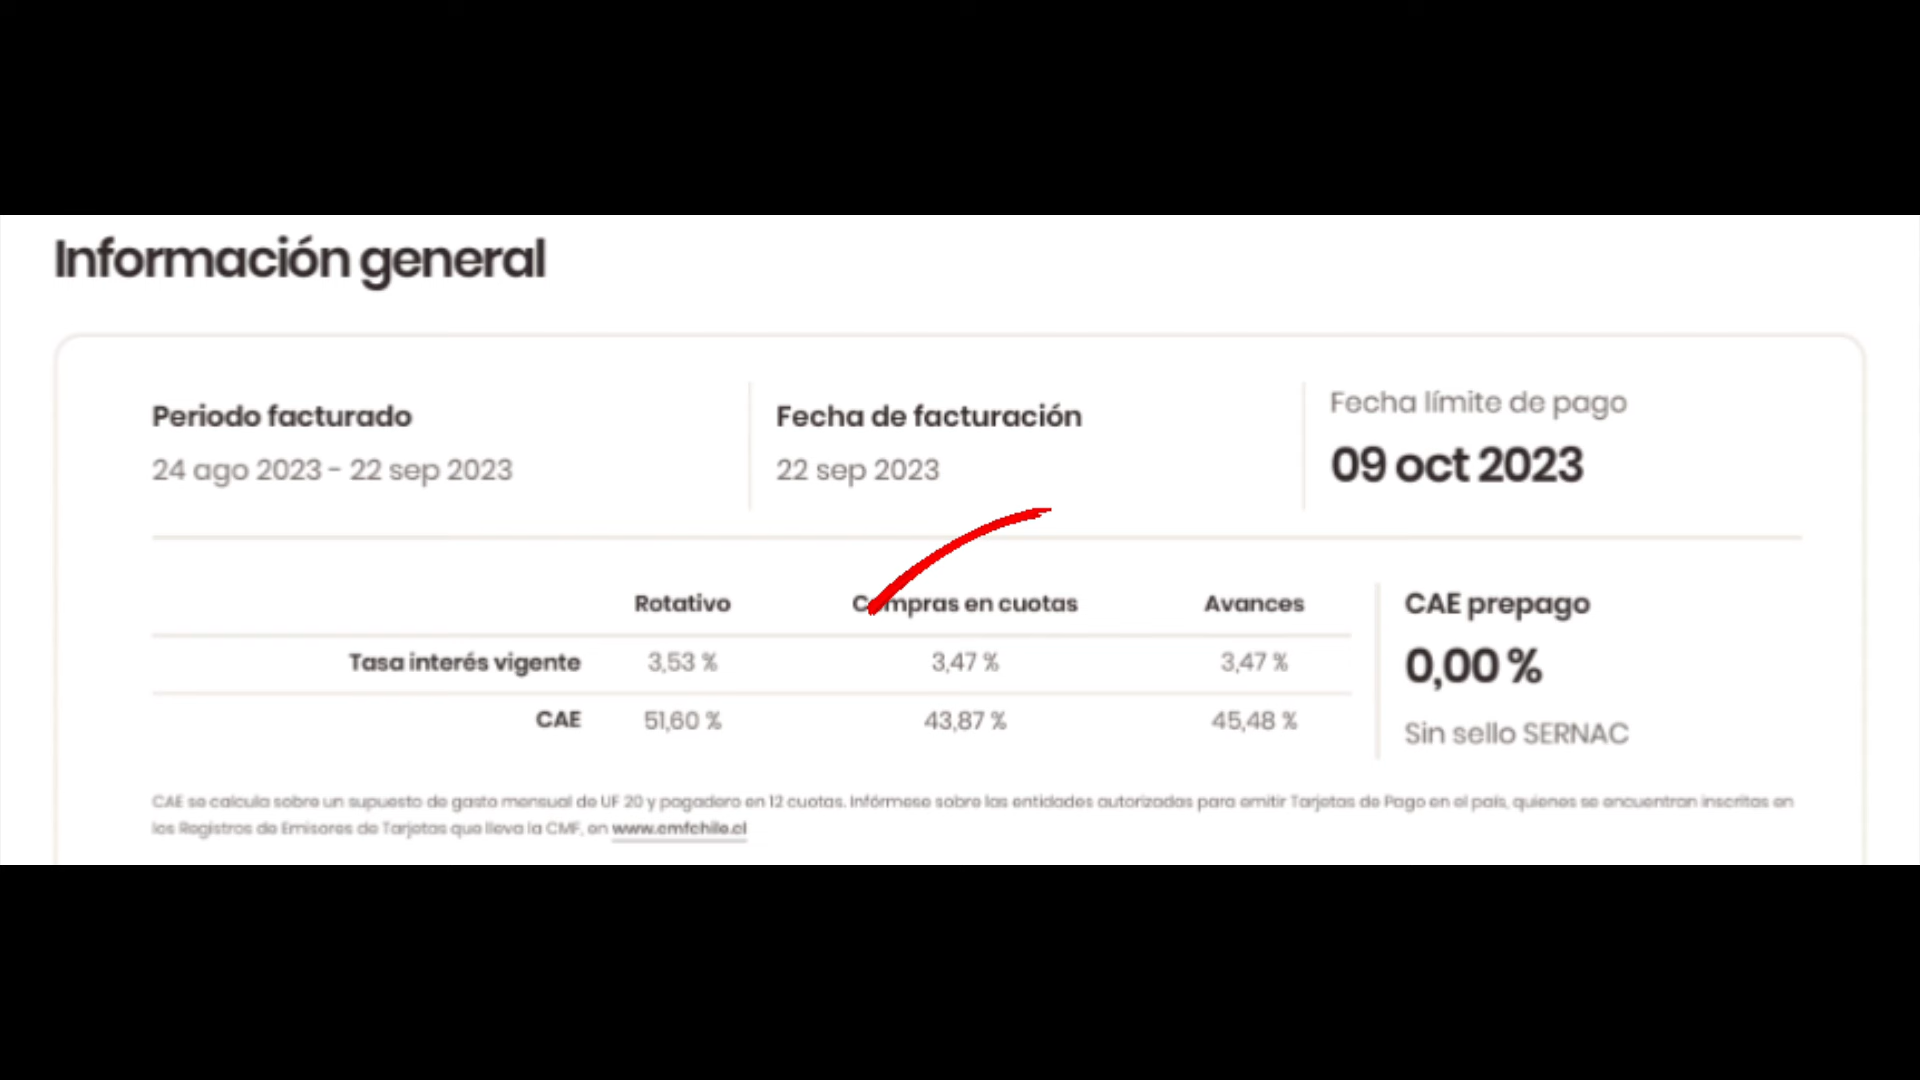 Información general
Periodo facturado
24 ago 2023 - 22 sep 2023
Fecha de facturación
22 sep 2023
Fecha límite de pago
09 oct 2023
Rotativo Compras en cuotas Avances
Tasa interés vigente 3,53 % 3,47 % 3,47 %
CAE 51,60 % 43,87 % 45,48 %
CAE prepago
0,00 %
Sin sello SERNAC
CAE se calcula sobre un supuesto de gasto mensual de UF 20 y pagadero en 12 cuotas. Infórmese sobre las entidades autorizadas para emitir Tarjetas de Pago en el país, quienes se encuentran inscritas en
los Registros de Emisores de Tarjetas que lleva la CMF, en www.cmfchile.cl